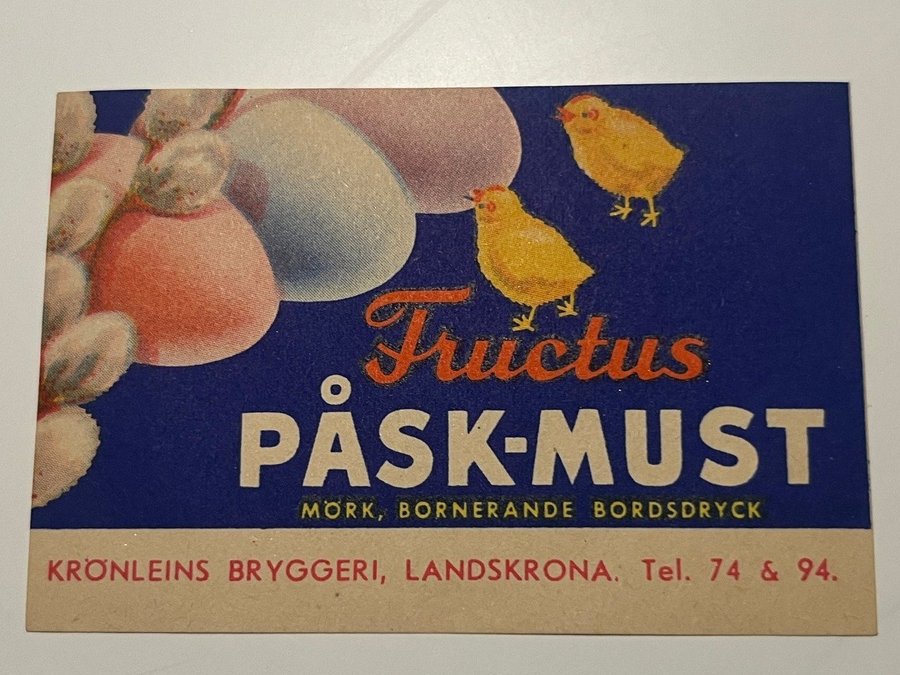 Fructus
PÅSK-MUST
MÖRK, BORNERANDE BORDSDRYCK
KRÖNLEINS BRYGGERI, LANDSKRONA. Tel. 74 & 94.